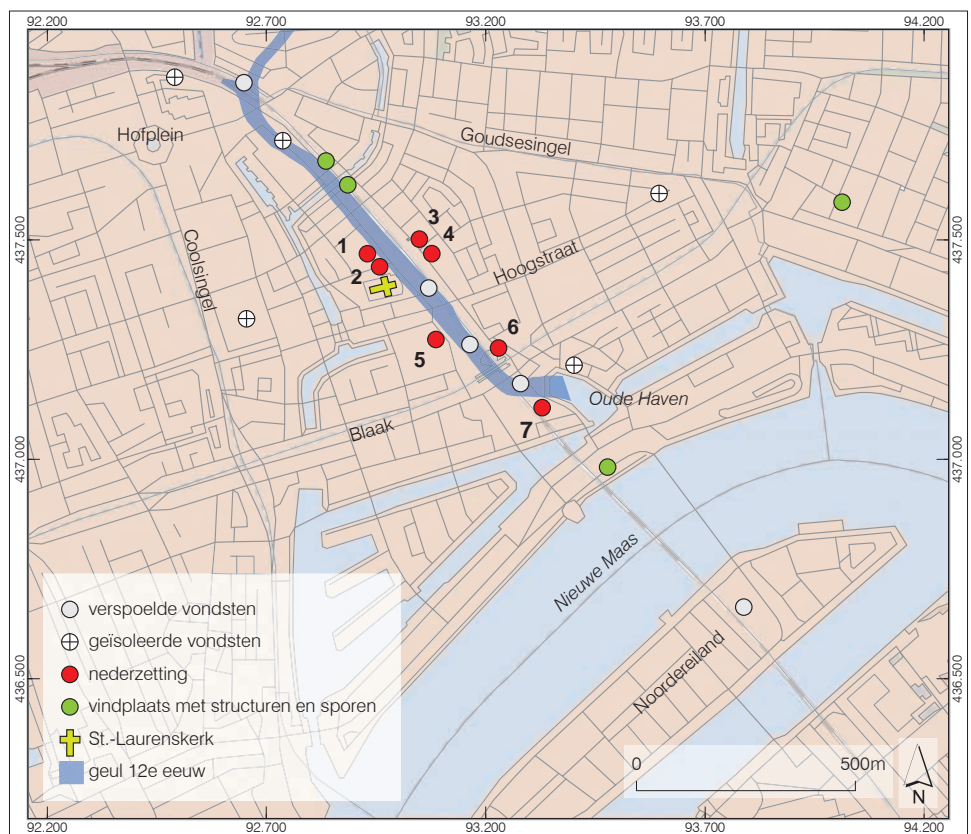 92.200
92.700
93.200
93.700
94.200
Hofplein
Goudsesingel
437.500
437.500
Coolsingel
3
4
1
2
Hoogstraat
6
5
Oude Haven
7
Blaak
437.000
437.000
Nieuwe Maas
Noordereiland
436.500
436.500
verspoelde vondsten
geïsoleerde vondsten
nederzetting
vindplaats met structuren en sporen
St.-Laurenskerk
geul 12e eeuw
0
500m
N
92.200
92.700
93.200
93.700
94.200